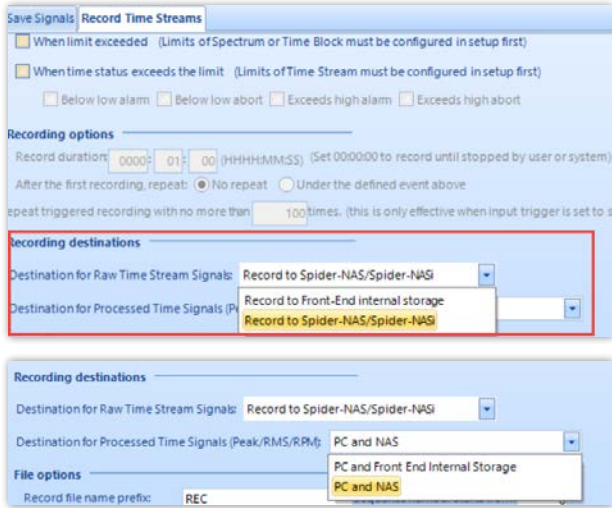 Save Signals Record Time Streams
When limit exceeded (Limits of Spectrum or Time Block must be configured in setup first)
When time status exceeds the limit (Limits of Time Stream must be configured in setup first)
Below low alarm Below low abort Exceeds high alarm Exceeds high abort
Recording options
Record duration: 0000: 01: 00 (HHHH:MM:SS) (Set 00:00:00 to record until stopped by user or system)
After the first recording, repeat: No repeat Under the defined event above
epeat triggered recording with no more than 100 times. (this is only effective when input trigger is set to s
Recording destinations
Destination for Raw Time Stream Signals: Record to Spider-NAS/Spider-NASi
Record to Front-End internal storage
Destination for Processed Time Signals (Pe
Record to Spider-NAS/Spider-NASi
Recording destinations
Destination for Raw Time Stream Signals: Record to Spider-NAS/Spider-NASi
Destination for Processed Time Signals (Peak/RMS/RPM): PC and NAS
File options
PC and Front End Internal Storage
Record file name prefix: REC PC and NAS